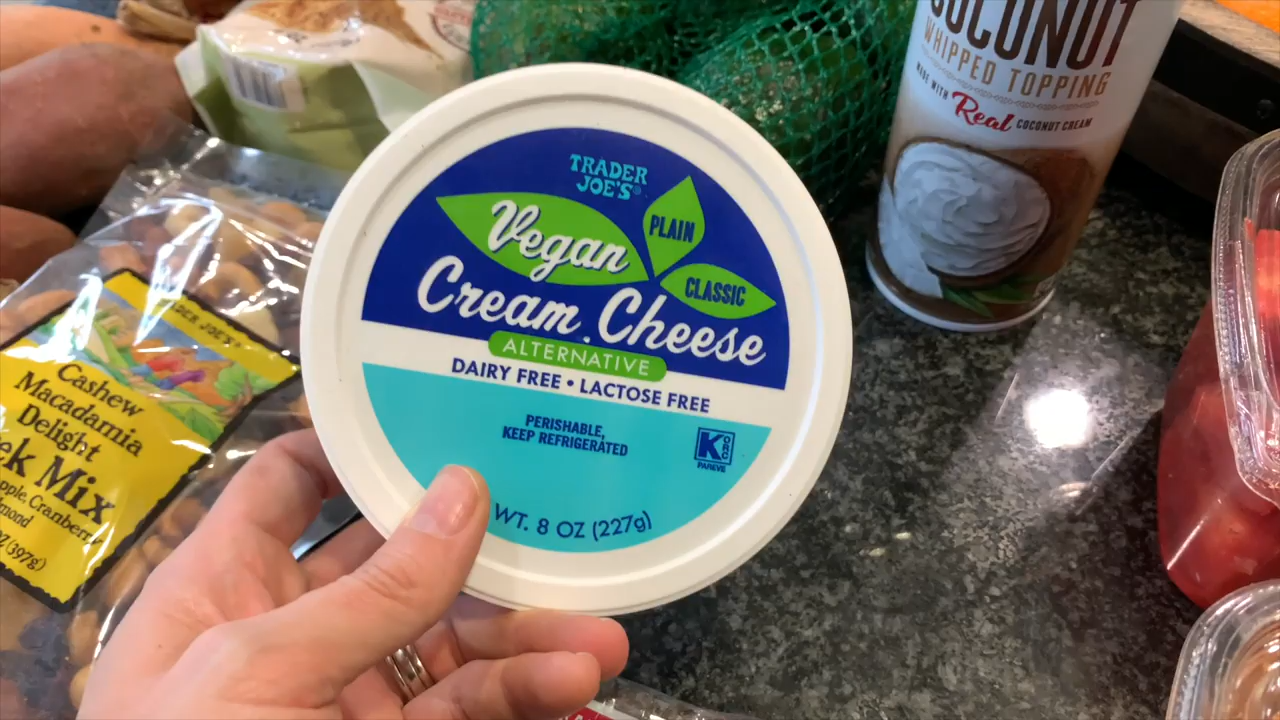 TRADER
JOE'S®
Vegan
PLAIN
CLASSIC
Cream Cheese
ALTERNATIVE
DAIRY FREE • LACTOSE FREE
PERISHABLE,
KEEP REFRIGERATED
K
PAREVE
WT. 8 OZ (227g)
COCONUT
WHIPPED TOPPING
MADE WITH Real COCONUT CREAM
JOE'S
Cashew
Macadamia
Delight
ek Mix
Cranberr
(397g)